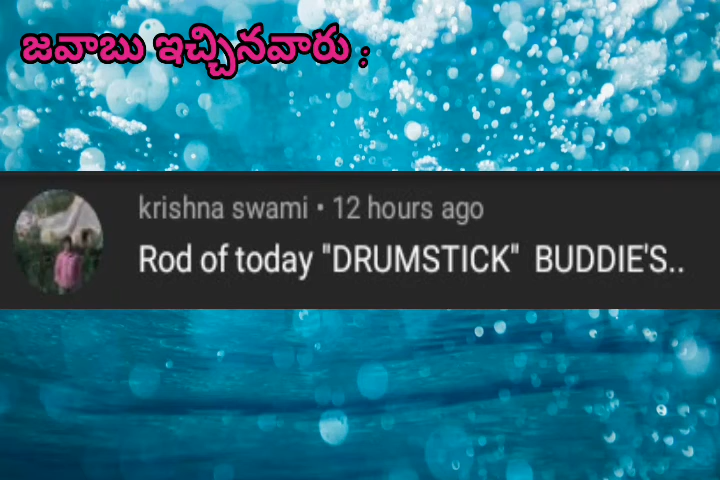 జవాబు ఇచ్చినవారు :
krishna swami • 12 hours ago
Rod of today "DRUMSTICK" BUDDIE'S..